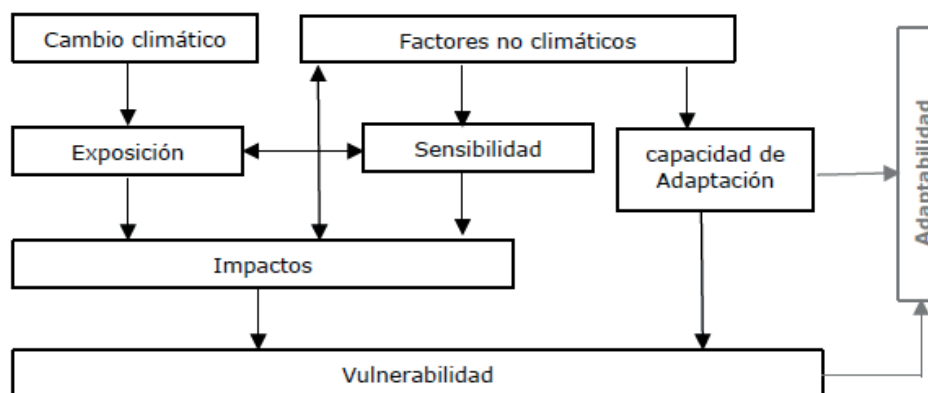 Cambio climático
Factores no climáticos
Exposición
Sensibilidad
capacidad de
Adaptación
Adaptabilidad
Impactos
Vulnerabilidad